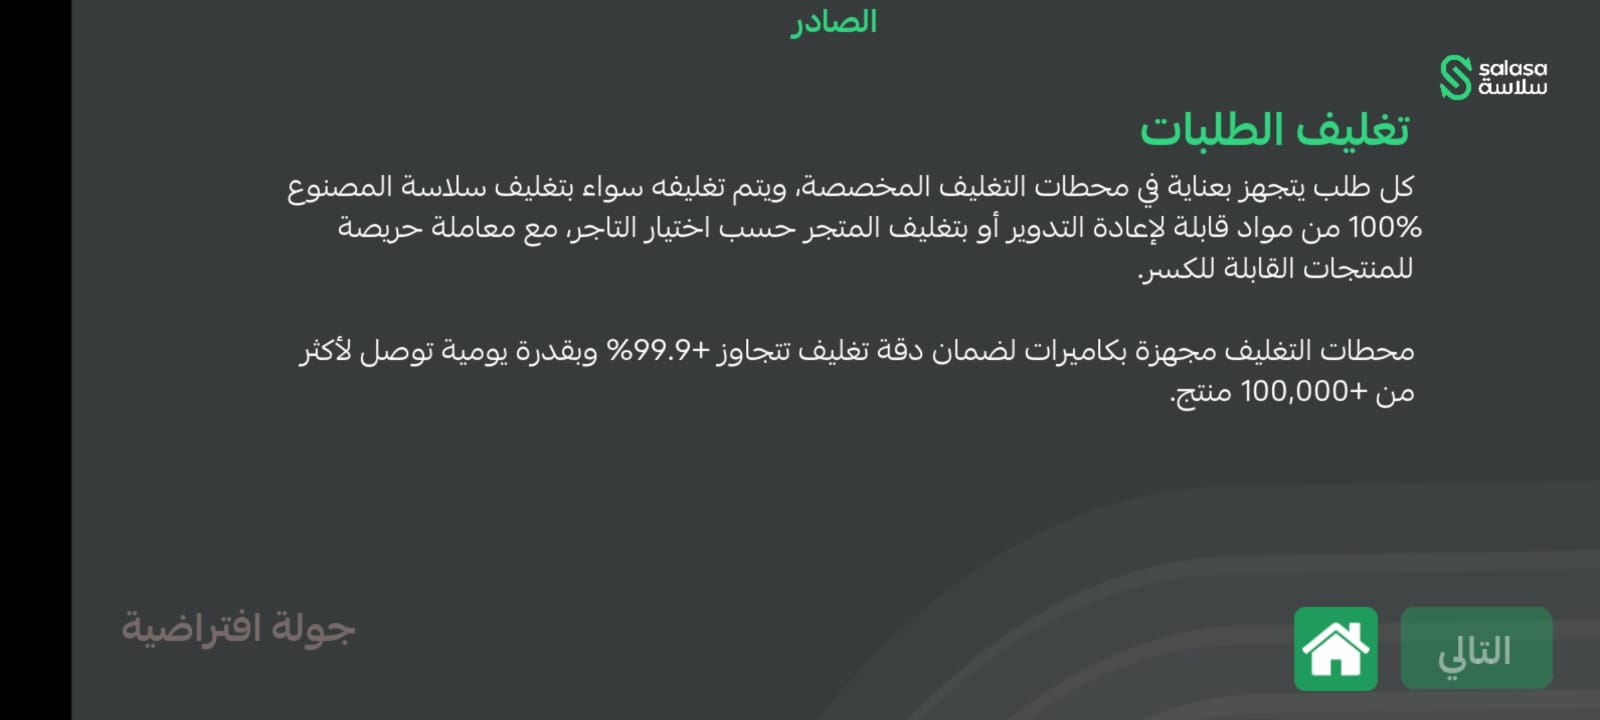 الصادر
salasa
سلاسة
تغليف الطلبات
كل طلب يتجهز بعناية في محطات التغليف المخصصة، ويتم تغليفه سواء بتغليف سلاسة المصنوع
100% من مواد قابلة لإعادة التدوير أو بتغليف المتجر حسب اختيار التاجر، مع معاملة حريصة
للمنتجات القابلة للكسر.
محطات التغليف مجهزة بكاميرات لضمان دقة تغليف تتجاوز +99.9% وبقدرة يومية توصل لأكثر
من +100,000 منتج.
جولة افتراضية
التالي